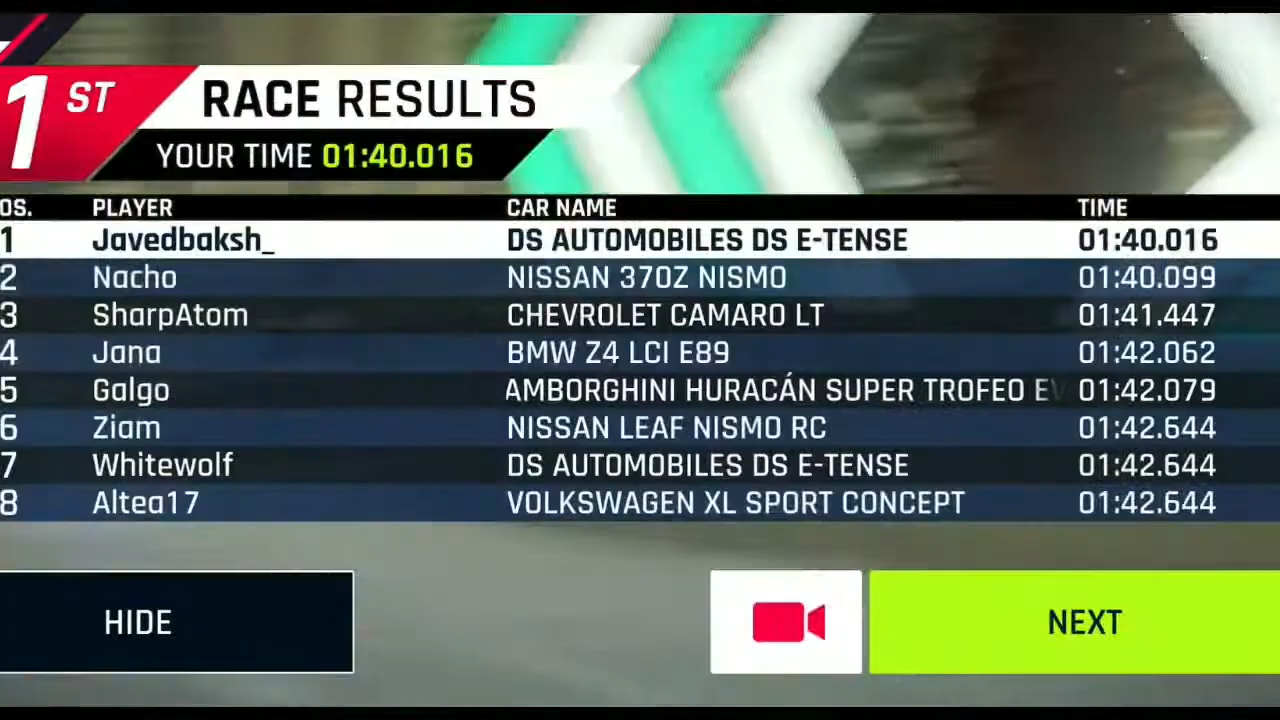 1 ST
RACE RESULTS
YOUR TIME 01:40.016
OS. PLAYER CAR NAME TIME
1 Javedbaksh_ DS AUTOMOBILES DS E-TENSE 01:40.016
2 Nacho NISSAN 370Z NISMO 01:40.099
3 SharpAtom CHEVROLET CAMARO LT 01:41.447
4 Jana BMW Z4 LCI E89 01:42.062
5 Galgo AMBORGHINI HURACÁN SUPER TROFEO EV 01:42.079
6 Ziam NISSAN LEAF NISMO RC 01:42.644
7 Whitewolf DS AUTOMOBILES DS E-TENSE 01:42.644
8 Altea17 VOLKSWAGEN XL SPORT CONCEPT 01:42.644
HIDE
NEXT